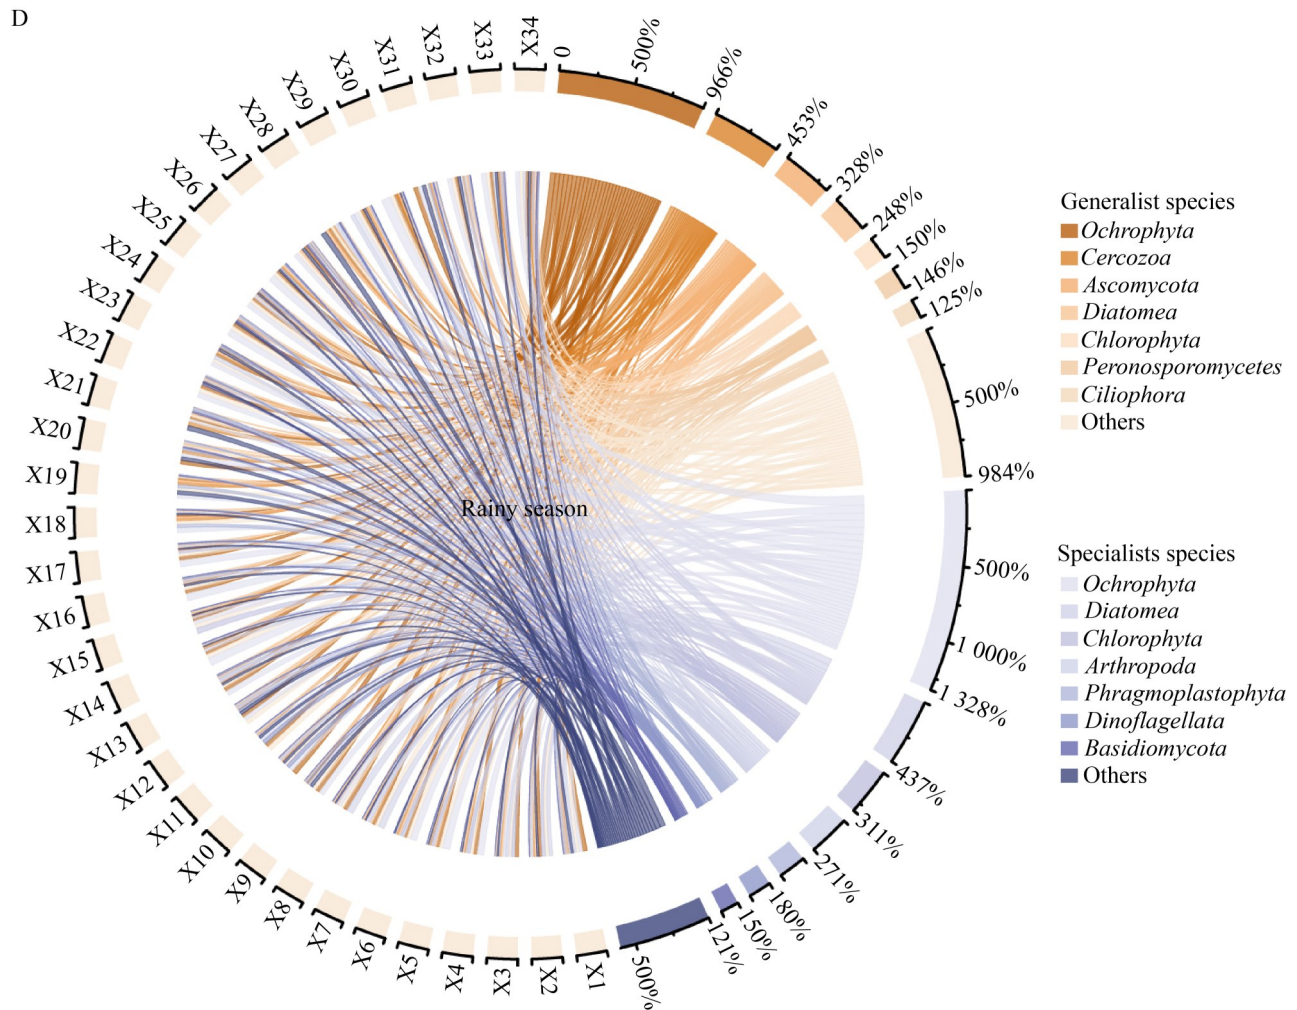 D
X34
0
500%
966%
453%
328%
248%
150%
146%
125%
500%
984%
500%
1 000%
1 328%
437%
311%
271%
180%
150%
121%
500%
X1
X2
X3
X4
X5
X6
X7
X8
X9
X10
X11
X12
X13
X14
X15
X16
X17
X18
X19
X20
X21
X22
X23
X24
X25
X26
X27
X28
X29
X30
X31
X32
X33
Rainy season
Generalist species
Ochrophyta
Cercozoa
Ascomycota
Diatomea
Chlorophyta
Peronosporomycetes
Ciliophora
Others
Specialists species
Ochrophyta
Diatomea
Chlorophyta
Arthropoda
Phragmoplastophyta
Dinoflagellata
Basidiomycota
Others